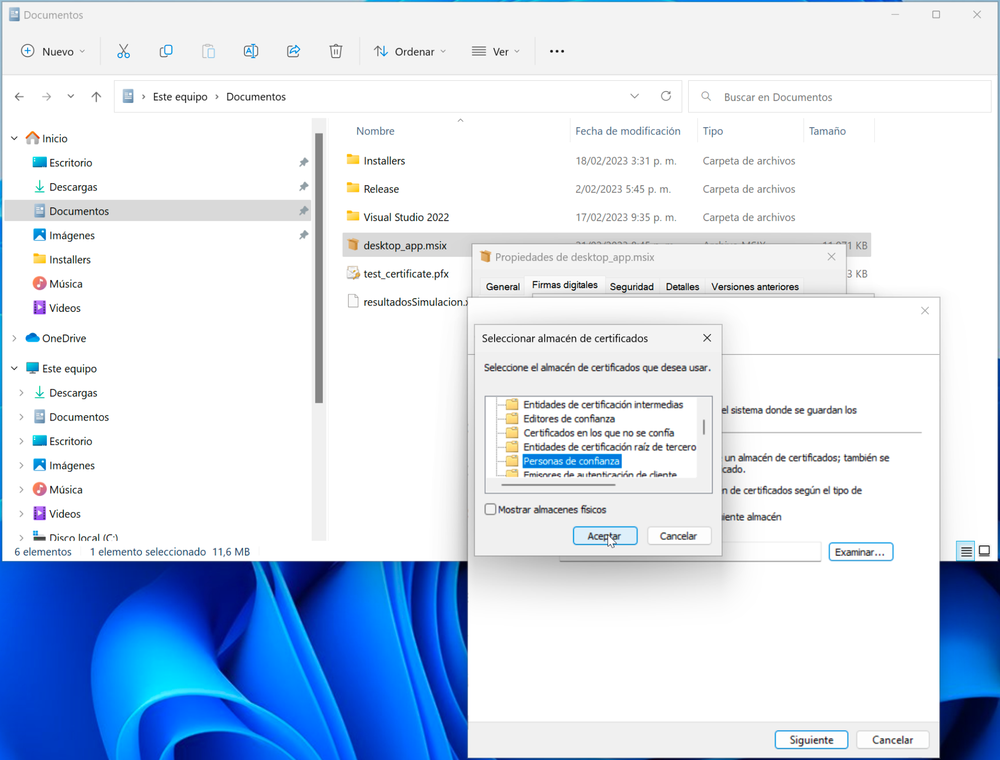 Documentos
Nuevo
Ordenar
Ver
Este equipo > Documentos
Buscar en Documentos
Inicio
Escritorio
Descargas
Documentos
Imágenes
Installers
Música
Videos
OneDrive
Este equipo
Descargas
Documentos
Escritorio
Imágenes
Música
Videos
Disco local (C:)
Nombre Fecha de modificación Tipo Tamaño
Installers 18/02/2023 3:31 p. m. Carpeta de archivos
Release 2/02/2023 5:45 p. m. Carpeta de archivos
Visual Studio 2022 17/02/2023 9:35 p. m. Carpeta de archivos
desktop_app.msix 1 KB
test_certificate.pfx 3 KB
resultadosSimulacion.
Propiedades de desktop_app.msix
General Firmas digitales Seguridad Detalles Versiones anteriores
Seleccionar almacén de certificados
Seleccione el almacén de certificados que desea usar.
Entidades de certificación intermedias
Editores de confianza
Certificados en los que no se confía
Entidades de certificación raíz de tercero
Personas de confianza
Emisores de autenticación de cliente
Mostrar almacenes físicos
Aceptar Cancelar
el sistema donde se guardan los
un almacén de certificados; también se
cado.
n de certificados según el tipo de
iente almacén
Examinar...
Siguiente Cancelar
6 elementos 1 elemento seleccionado 11,6 MB